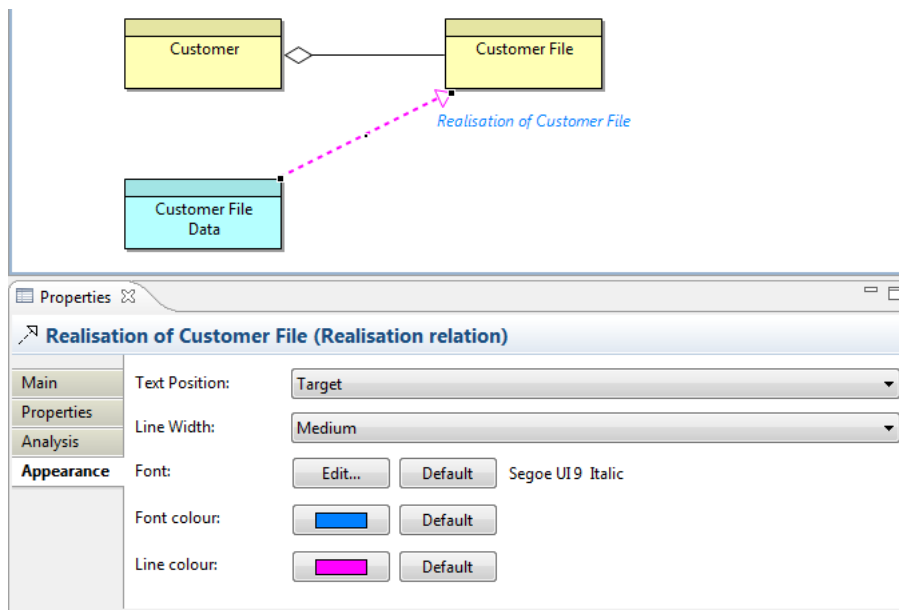 Customer
Customer File
Realisation of Customer File
Customer File
Data
Properties
Realisation of Customer File (Realisation relation)
Main
Properties
Analysis
Appearance
Text Position:
Target
Line Width:
Medium
Font:
Edit...
Default
Segoe UI 9 Italic
Font colour:
Default
Line colour:
Default